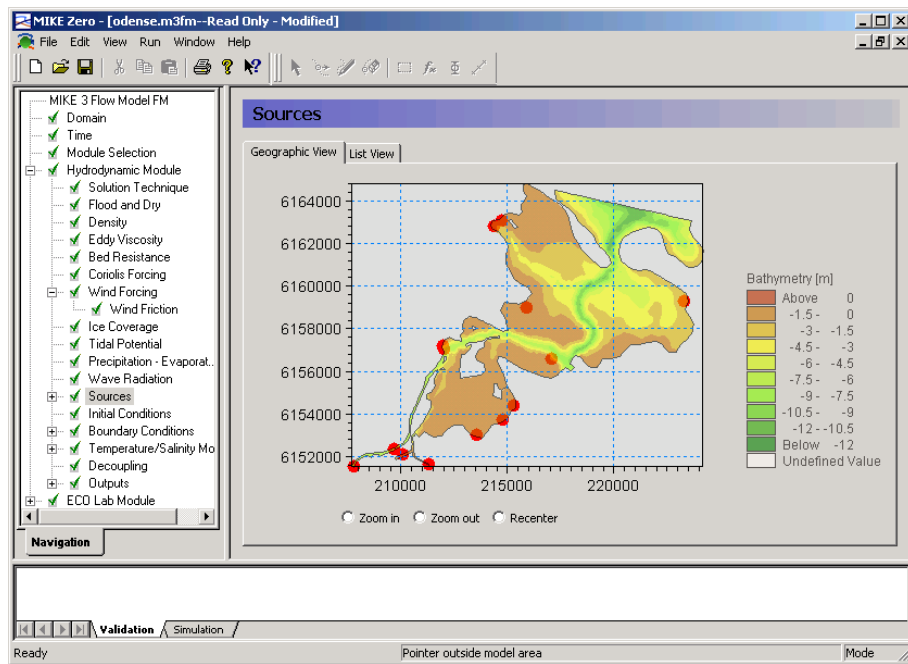 MIKE Zero - [odense.m3fm--Read Only - Modified]
File Edit View Run Window Help
MIKE 3 Flow Model FM
Domain
Time
Module Selection
Hydrodynamic Module
Solution Technique
Flood and Dry
Density
Eddy Viscosity
Bed Resistance
Coriolis Forcing
Wind Forcing
Wind Friction
Ice Coverage
Tidal Potential
Precipitation - Evaporat..
Wave Radiation
Sources
Initial Conditions
Boundary Conditions
Temperature/Salinity Mo
Decoupling
Outputs
ECO Lab Module
Navigation
Sources
Geographic View List View
6164000
6162000
6160000
6158000
6156000
6154000
6152000
210000 215000 220000
Bathymetry [m]
Above 0
-1.5 - 0
-3 - -1.5
-4.5 - -3
-6 - -4.5
-7.5 - -6
-9 - -7.5
-10.5 - -9
-12 - -10.5
Below -12
Undefined Value
Zoom in Zoom out Recenter
Validation Simulation
Ready Pointer outside model area Mode